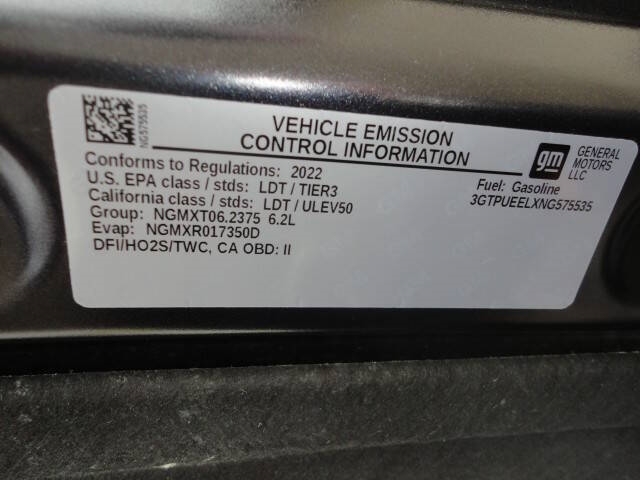 NG575535
VEHICLE EMISSION
CONTROL INFORMATION
Conforms to Regulations: 2022
U.S. EPA class / stds: LDT / TIER3
California class / stds: LDT / ULEV50
Group: NGMXT06.2375 6.2L
Evap: NGMXR017350D
DFI/HO2S/TWC, CA OBD: II
gm
GENERAL
MOTORS
LLC
Fuel: Gasoline
3GTPUEELXNG575535